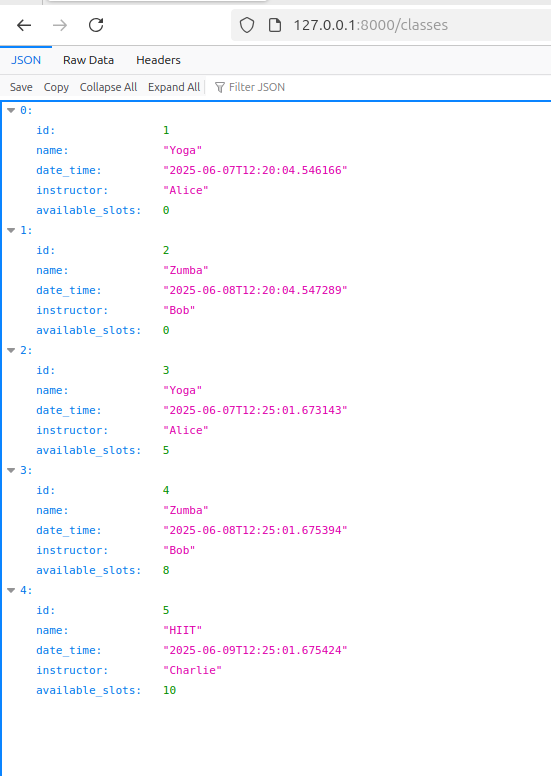 127.0.0.1:8000/classes
JSON Raw Data Headers
Save Copy Collapse All Expand All Filter JSON
0:
id: 1
name: "Yoga"
date_time: "2025-06-07T12:20:04.546166"
instructor: "Alice"
available_slots: 0
1:
id: 2
name: "Zumba"
date_time: "2025-06-08T12:20:04.547289"
instructor: "Bob"
available_slots: 0
2:
id: 3
name: "Yoga"
date_time: "2025-06-07T12:25:01.673143"
instructor: "Alice"
available_slots: 5
3:
id: 4
name: "Zumba"
date_time: "2025-06-08T12:25:01.675394"
instructor: "Bob"
available_slots: 8
4:
id: 5
name: "HIIT"
date_time: "2025-06-09T12:25:01.675424"
instructor: "Charlie"
available_slots: 10